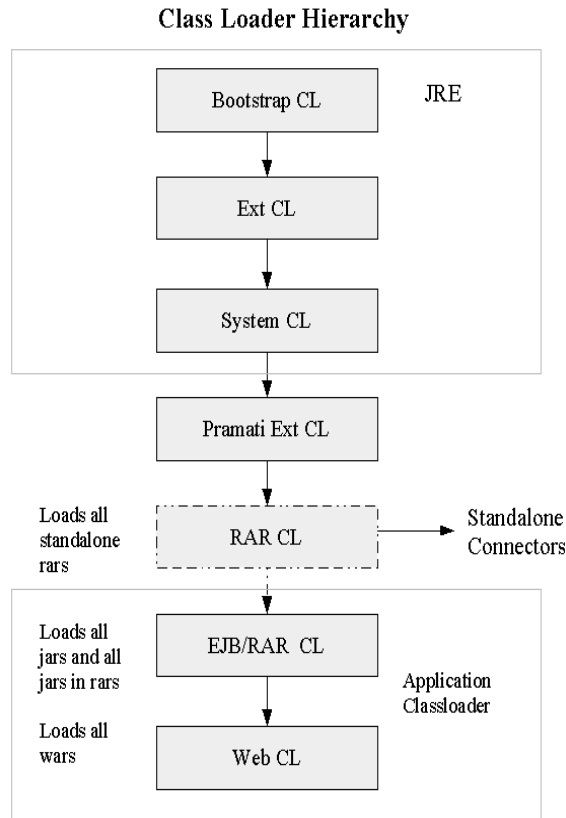 Class Loader Hierarchy
Bootstrap CL
JRE
Ext CL
System CL
Pramati Ext CL
Loads all
standalone
rars
RAR CL
Standalone
Connectors
Loads all
jars and all
jars in rars
EJB/RAR CL
Application
Classloader
Loads all
wars
Web CL